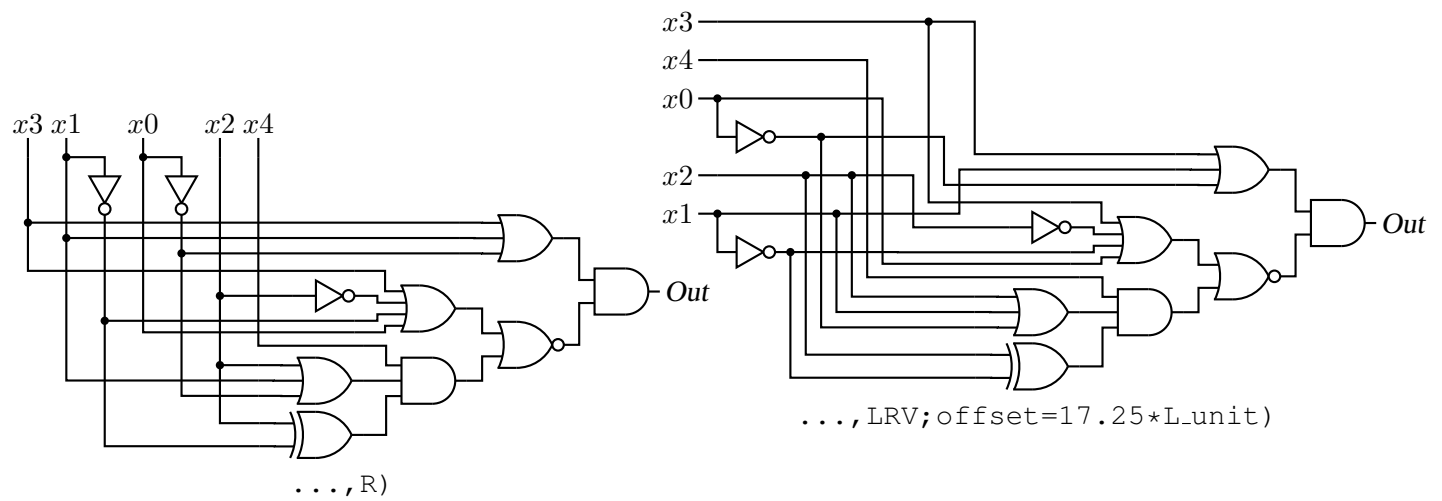 x3 x1 x0 x2 x4
Out
...,R)
x3
x4
x0
x2
x1
Out
...,LRV;offset=17.25*L_unit)